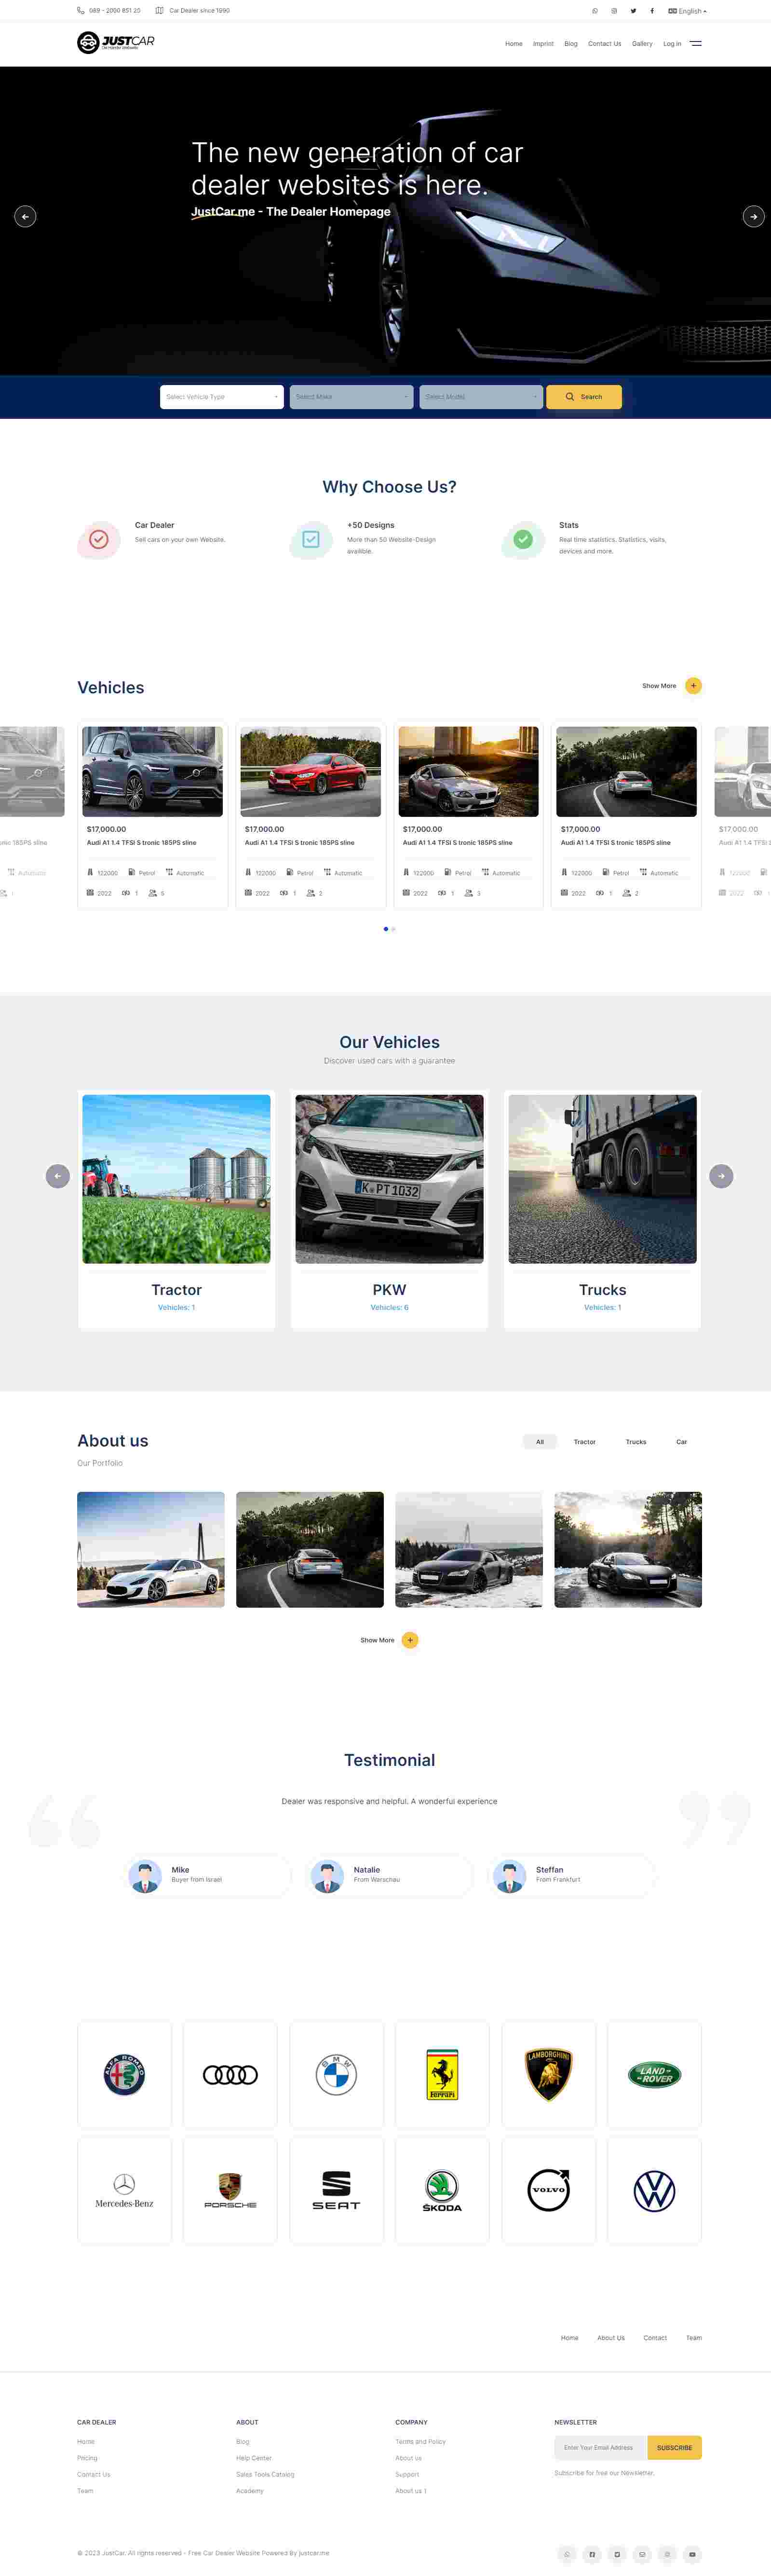 089 - 2090 851 20
Car Dealer since 1990
English
JUSTCAR
Home
Imprint
Blog
Contact Us
Gallery
Log in
The new generation of car
dealer websites is here.
JustCar.me - The Dealer Homepage
Select Vehicle Type
Select Make
Select Model
Search
Why Choose Us?
Car Dealer
Sell cars on your own Website.
+50 Designs
More than 50 Website-Design
availible.
Stats
Real time statistics. Statistics, visits,
devices and more.
Vehicles
Show More
$17,000.00
Audi A1 1.4 TFSI S tronic 185PS sline
122000 Petrol Automatic
2022 1 5
$17,000.00
Audi A1 1.4 TFSI S tronic 185PS sline
122000 Petrol Automatic
2022 1 2
$17,000.00
Audi A1 1.4 TFSI S tronic 185PS sline
122000 Petrol Automatic
2022 1 3
$17,000.00
Audi A1 1.4 TFSI S tronic 185PS sline
122000 Petrol Automatic
2022 1 2
$17,000.00
Our Vehicles
Discover used cars with a guarantee
K PT 1032
Tractor
Vehicles: 1
PKW
Vehicles: 6
Trucks
Vehicles: 1
About us
Our Portfolio
All
Tractor
Trucks
Car
Show More
Testimonial
Dealer was responsive and helpful. A wonderful experience
Mike
Buyer from Israel
Natalie
From Warschau
Steffan
From Frankfurt
ALFA ROMEO
BMW
Ferrari
LAMBORGHINI
LAND ROVER
Mercedes-Benz
PORSCHE
SEAT
ŠKODA
VOLVO
Home
About Us
Contact
Team
CAR DEALER
Home
Pricing
Contact Us
Team
ABOUT
Blog
Help Center
Sales Tools Catalog
Academy
COMPANY
Terms and Policy
About us
Support
About us 1
NEWSLETTER
Enter Your Email Address
SUBSCRIBE
Subscribe for free our Newsletter.
© 2023 JustCar. All rights reserved - Free Car Dealer Website Powered By justcar.me